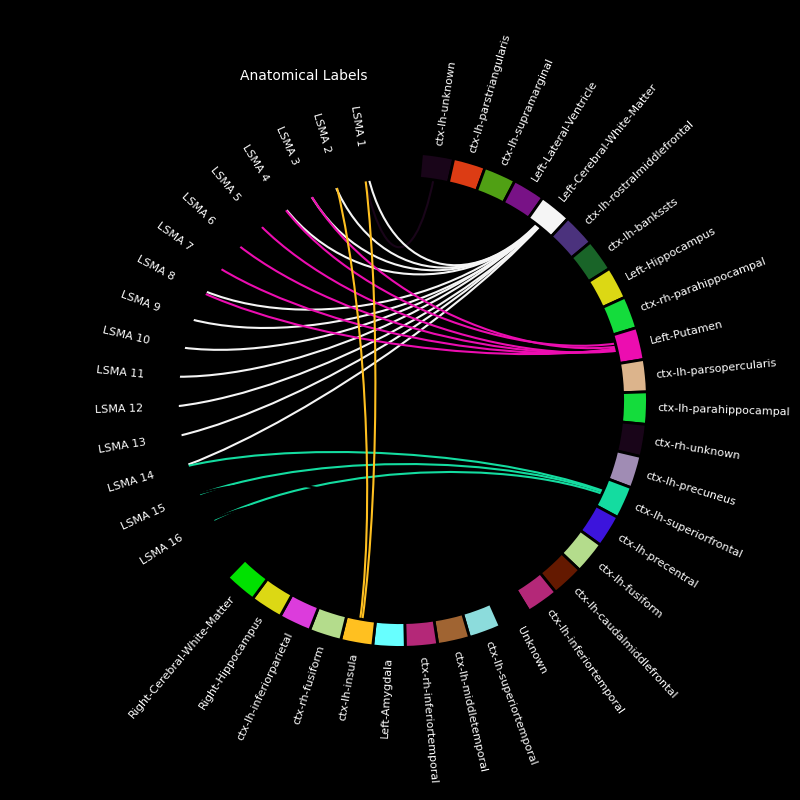 Anatomical Labels
LSMA 1
LSMA 2
LSMA 3
LSMA 4
LSMA 5
LSMA 6
LSMA 7
LSMA 8
LSMA 9
LSMA 10
LSMA 11
LSMA 12
LSMA 13
LSMA 14
LSMA 15
LSMA 16
ctx-lh-unknown
ctx-lh-parstriangularis
ctx-lh-supramarginal
Left-Lateral-Ventricle
Left-Cerebral-White-Matter
ctx-lh-rostralmiddlefrontal
ctx-lh-bankssts
Left-Hippocampus
ctx-rh-parahippocampal
Left-Putamen
ctx-lh-parsopercularis
ctx-lh-parahippocampal
ctx-rh-unknown
ctx-lh-precuneus
ctx-lh-superiorfrontal
ctx-lh-precentral
ctx-lh-fusiform
ctx-lh-caudalmiddlefrontal
ctx-lh-inferiortemporal
Unknown
ctx-lh-superiortemporal
ctx-lh-middletemporal
ctx-rh-inferiortemporal
Left-Amygdala
ctx-lh-insula
ctx-rh-fusiform
ctx-lh-inferiorparietal
Right-Hippocampus
Right-Cerebral-White-Matter